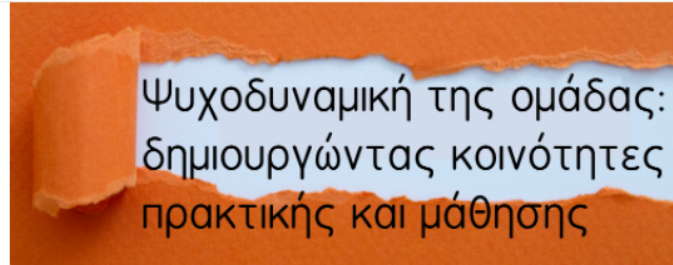 Ψυχοδυναμική της ομάδας:
δημιουργώντας κοινότητες
πρακτικής και μάθησης